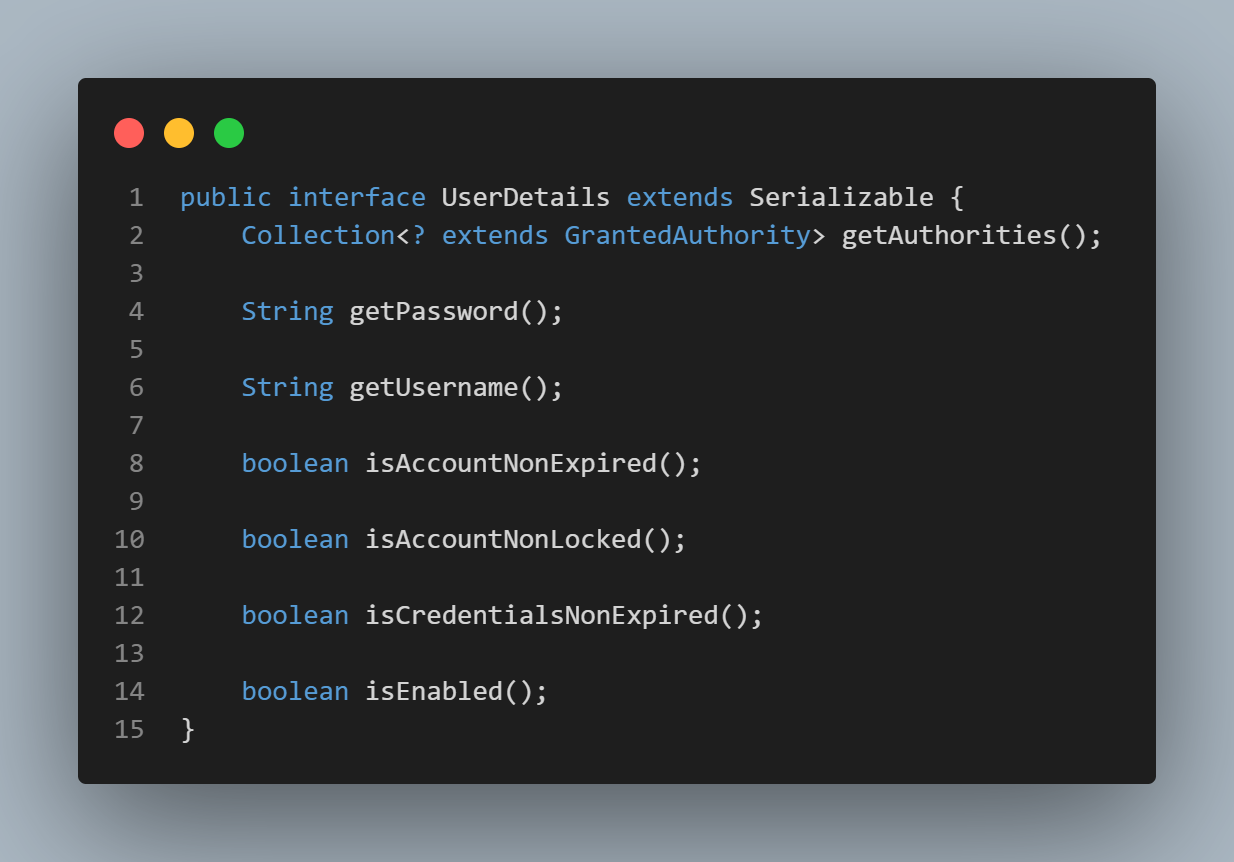 1 public interface UserDetails extends Serializable {
2     Collection<? extends GrantedAuthority> getAuthorities();
3
4     String getPassword();
5
6     String getUsername();
7
8     boolean isAccountNonExpired();
9
10     boolean isAccountNonLocked();
11
12     boolean isCredentialsNonExpired();
13
14     boolean isEnabled();
15 }